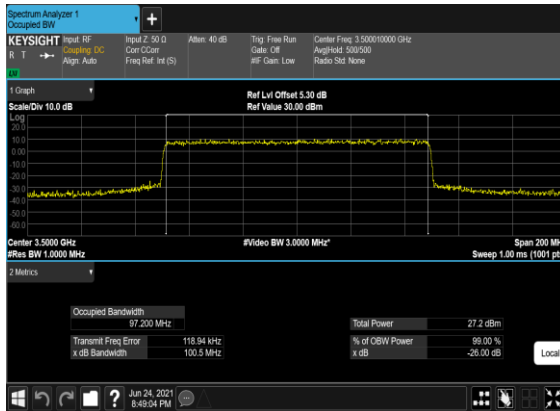 Spectrum Analyzer 1
Occupied BW
+
KEYSIGHT Input: RF Input Z: 50 Ω Atten: 40 dB Trig: Free Run Center Freq: 3.500010000 GHz
R T Coupling: DC Corr CCorr Gate: Off Avg|Hold: 500/500
Align: Auto Freq Ref: Int (S) #IF Gain: Low Radio Std: None
1 Graph
Scale/Div 10.0 dB
Ref Lvl Offset 5.30 dB
Ref Value 30.00 dBm
Log
20.0
10.0
0.00
-10.0
-20.0
-30.0
-40.0
-50.0
-60.0
Center 3.5000 GHz #Video BW 3.0000 MHz* Span 200 MH
#Res BW 1.0000 MHz Sweep 1.00 ms (1001 pt
2 Metrics
Occupied Bandwidth
97.200 MHz
Total Power 27.2 dBm
Transmit Freq Error 118.94 kHz % of OBW Power 99.00 %
x dB Bandwidth 100.5 MHz x dB -26.00 dB
Local
?
Jun 24, 2021
8:49:04 PM